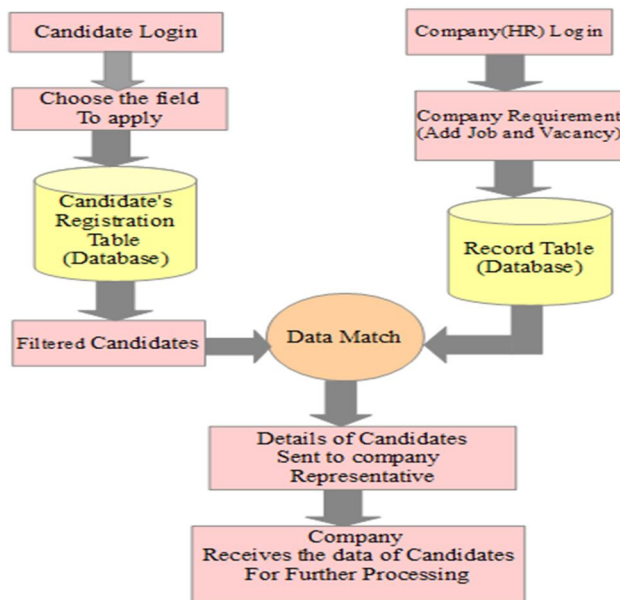 Candidate Login
Choose the field
To apply
Candidate's
Registration
Table
(Database)
Filtered Candidates
Company(HR) Login
Company Requirement
(Add Job and Vacancy)
Record Table
(Database)
Data Match
Details of Candidates
Sent to company
Representative
Company
Receives the data of Candidates
For Further Processing